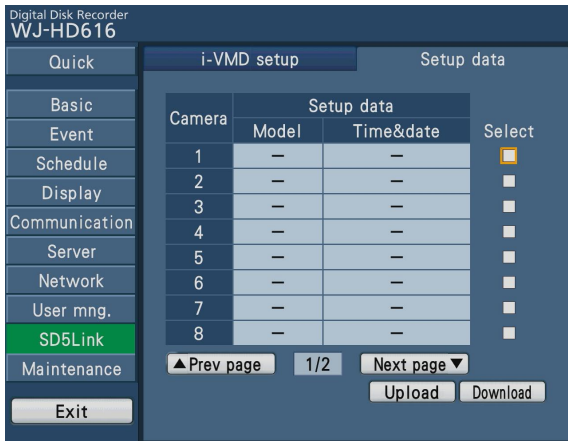 Digital Disk Recorder
WJ-HD616
Quick
Basic
Event
Schedule
Display
Communication
Server
Network
User mng.
SD5Link
Maintenance
Exit
i-VMD setup
Setup data
Camera
Setup data
Model
Time&date
Select
1 – –
2 – –
3 – –
4 – –
5 – –
6 – –
7 – –
8 – –
▲Prev page 1/2 Next page▼
Upload Download